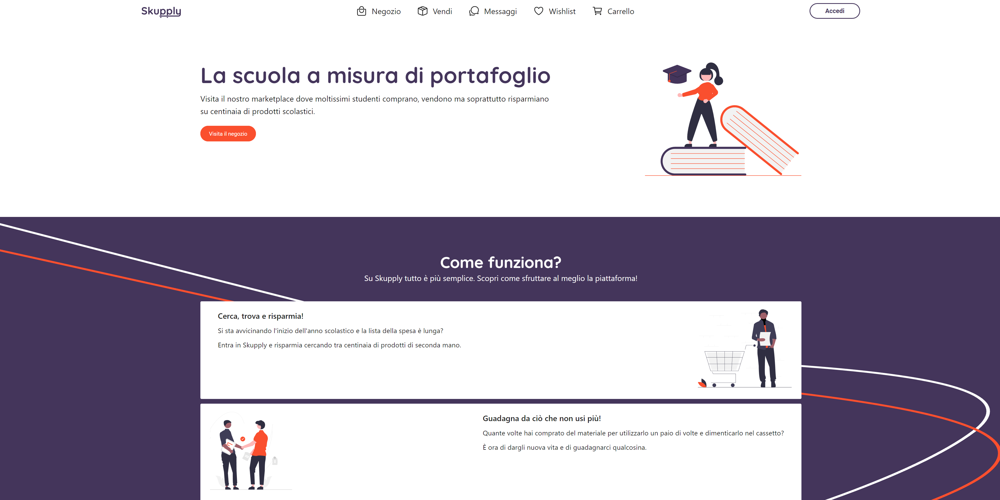 Skupply
Negozio
Vendi
Messaggi
Wishlist
Carrello
Accedi
La scuola a misura di portafoglio
Visita il nostro marketplace dove moltissimi studenti comprano, vendono ma soprattutto risparmiano
su centinaia di prodotti scolastici.
Visita il negozio
Come funziona?
Su Skupply tutto è più semplice. Scopri come sfruttare al meglio la piattaforma!
Cerca, trova e risparmia!
Si sta avvicinando l'inizio dell'anno scolastico e la lista della spesa è lunga?
Entra in Skupply e risparmia cercando tra centinaia di prodotti di seconda mano.
Guadagna da ciò che non usi più!
Quante volte hai comprato del materiale per utilizzarlo un paio di volte e dimenticarlo nel cassetto?
È ora di dargli nuova vita e di guadagnarci qualcosina.